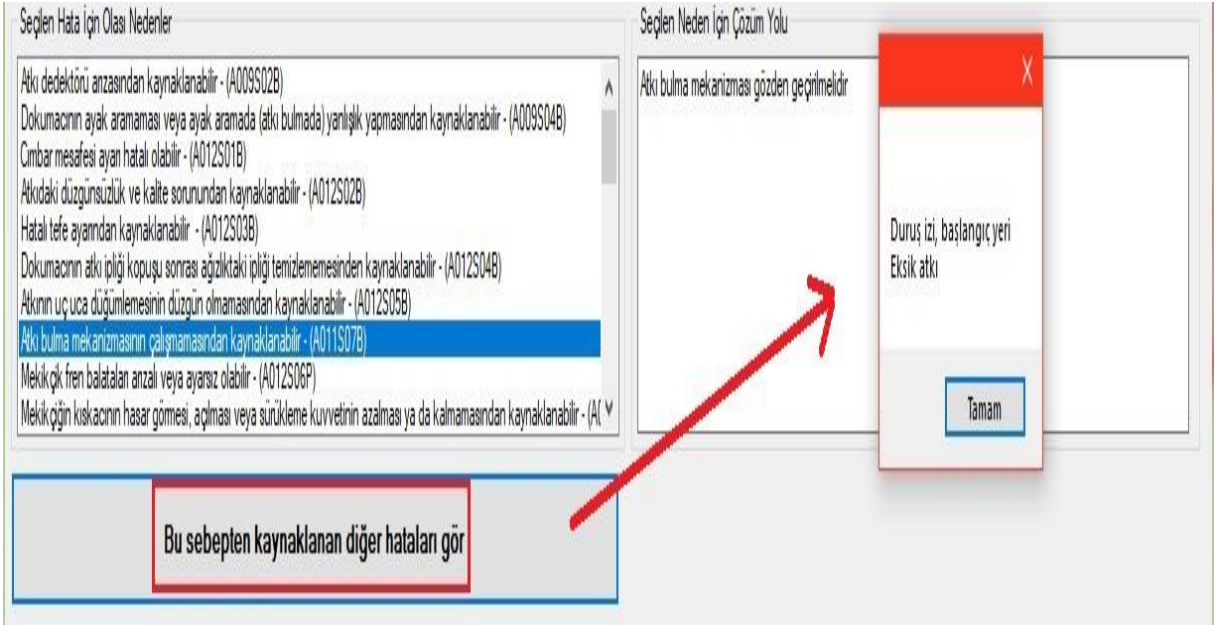 Seçilen Hata İçin Olası Nedenler
Atkı dedektörü arızasından kaynaklanabilir - (A009S02B)
Dokumacının ayak aramaması veya ayak aramada (atkı bulmada) yanlışlık yapmasından kaynaklanabilir - (A009S04B)
Cımbar mesafesi ayarı hatalı olabilir - (A012S01B)
Atkıdaki düzgünsüzlük ve kalite sorunundan kaynaklanabilir - (A012S02B)
Hatalı tefe ayarından kaynaklanabilir - (A012S03B)
Dokumacının atkı ipliği kopuşu sonrası ağızlıktaki ipliği temizlememesinden kaynaklanabilir - (A012S04B)
Atkının uç uca düğümlemesinin düzgün olmamasından kaynaklanabilir - (A012S05B)
Atkı bulma mekanizmasının çalışmamasından kaynaklanabilir - (A011S07B)
Mekikçik fren balataları arızalı veya ayarsız olabilir - (A012S06P)
Mekikçiğin kıskacının hasar görmesi, açılması veya sürükleme kuvvetinin azalması ya da kalmamasından kaynaklanabilir - (A(
Bu sebepten kaynaklanan diğer hataları gör
Seçilen Neden İçin Çözüm Yolu
Atkı bulma mekanizması gözden geçirilmelidir
Duruş izi, başlangıç yeri
Eksik atkı
Tamam